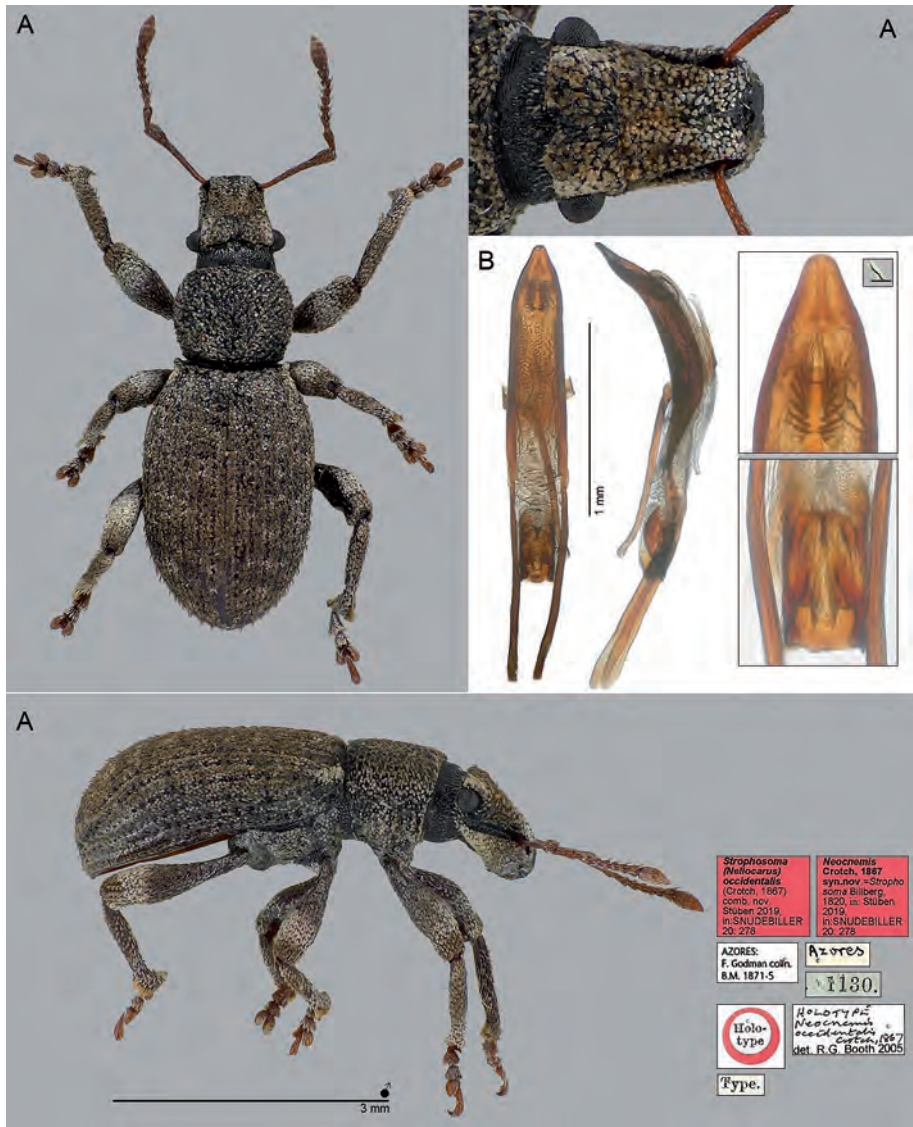 A
A
B
1 mm
A
3 mm
Strophosoma
(Neliocarus)
occidentalis
(Crotch, 1867)
comb. nov.
Stüben 2019,
in:SNUDEBILLER
20: 278
Neocnemis
Crotch, 1867
syn.nov.=Stropho
soma Billberg,
1820, in: Stüben
2019,
in:SNUDEBILLER
20: 278
AZORES:
F. Godman colln.
B.M. 1871-5
Azores
1130.
Holo-
type
HOLOTYPE
Neocnemis
occidentalis
Crotch, 1867
det. R.G. Booth 2005
Type.